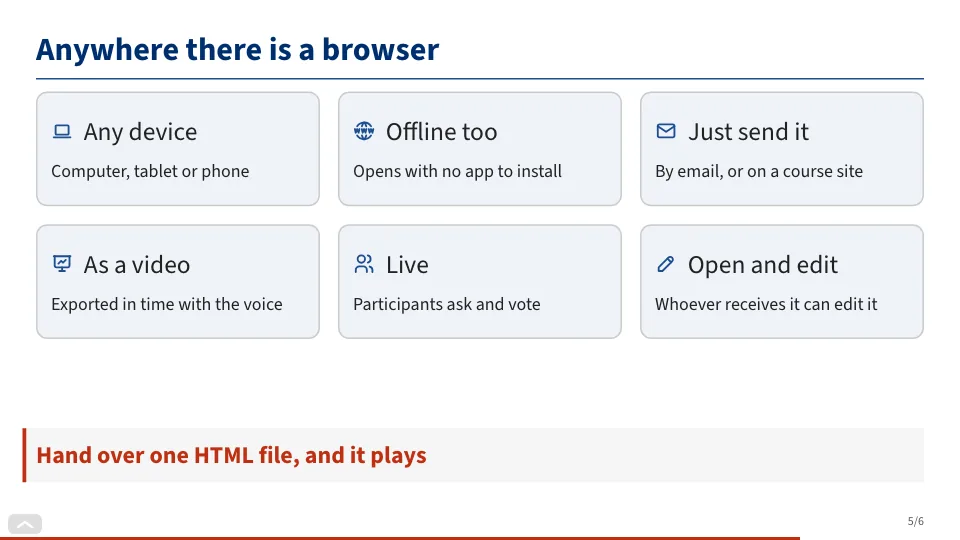 Anywhere there is a browser
Any device
Computer, tablet or phone
Offline too
Opens with no app to install
Just send it
By email, or on a course site
As a video
Exported in time with the voice
Live
Participants ask and vote
Open and edit
Whoever receives it can edit it
Hand over one HTML file, and it plays
5/6